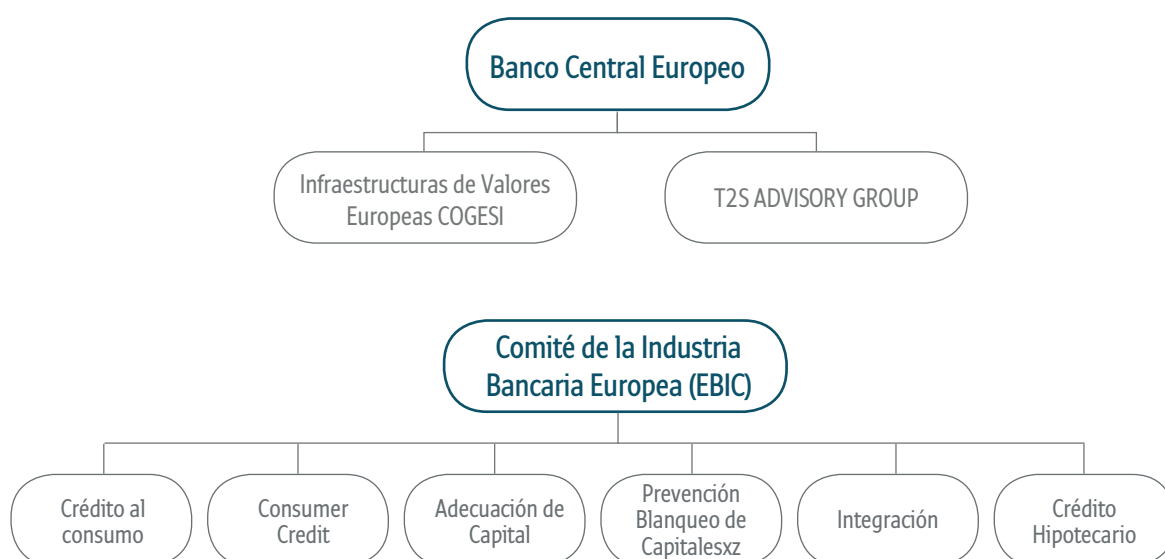 Banco Central Europeo
Infraestructuras de Valores
Europeas COGESI
T2S ADVISORY GROUP
Comité de la Industria
Bancaria Europea (EBIC)
Crédito al
consumo
Consumer
Credit
Adecuación de
Capital
Prevención
Blanqueo de
Capitalesxz
Integración
Crédito
Hipotecario